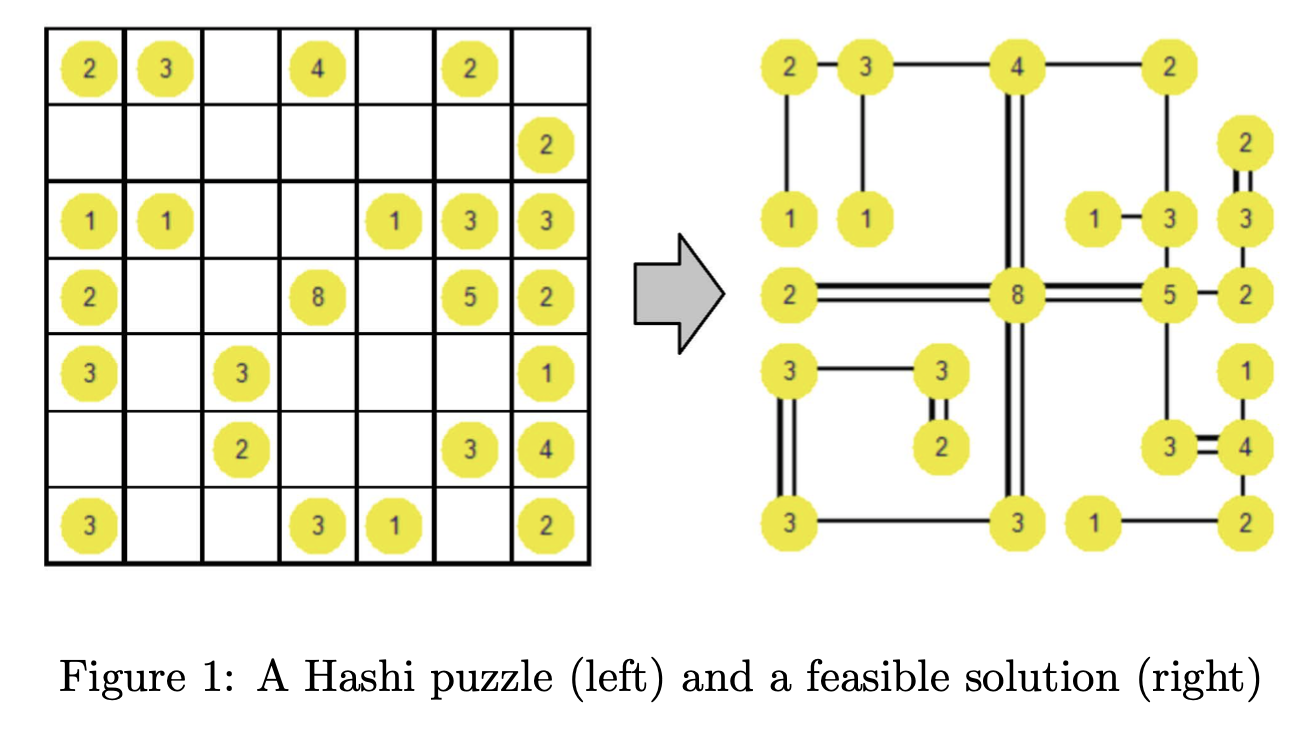 2 3 4 2 2 3 4 2
2 2
1 1 1 3 3 1 1 1 3 3
2 8 5 2 2 8 5 2
3 3 1 3 3 1
2 3 4 2 3 4
3 3 1 2 3 3 1 2
Figure 1: A Hashi puzzle (left) and a feasible solution (right)